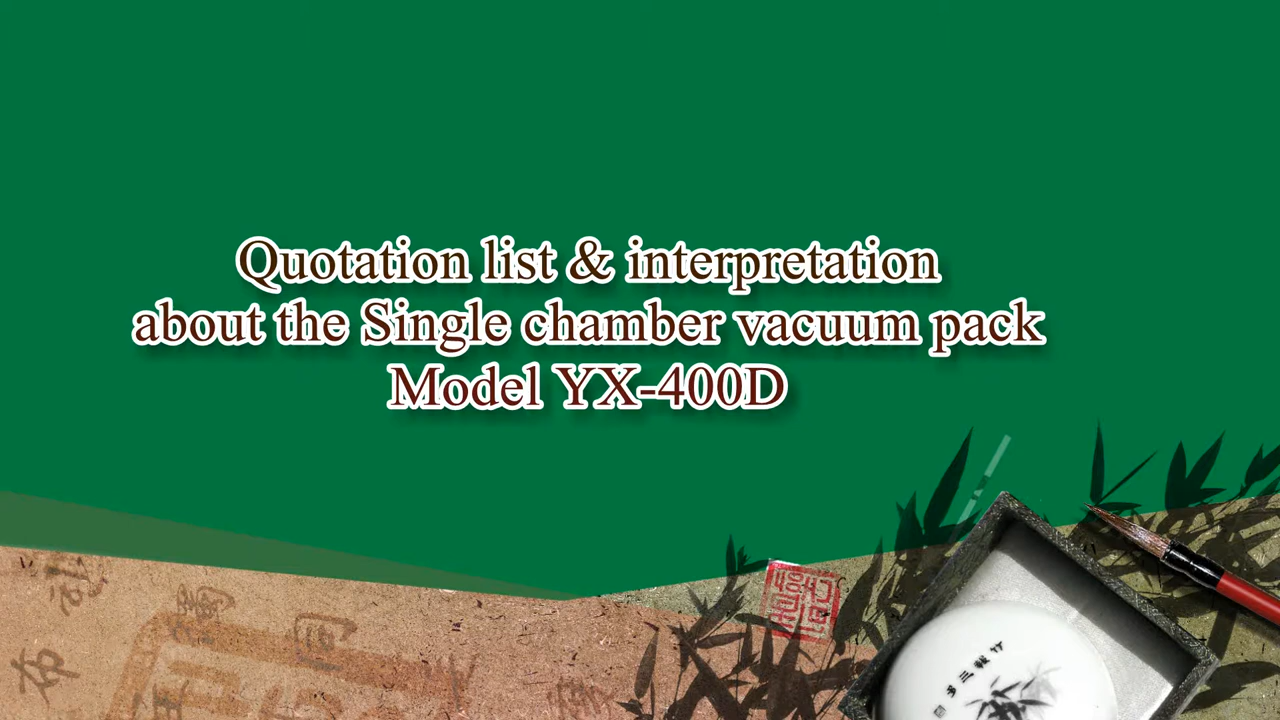 Quotation list & interpretation
about the Single chamber vacuum pack
Model YX-400D